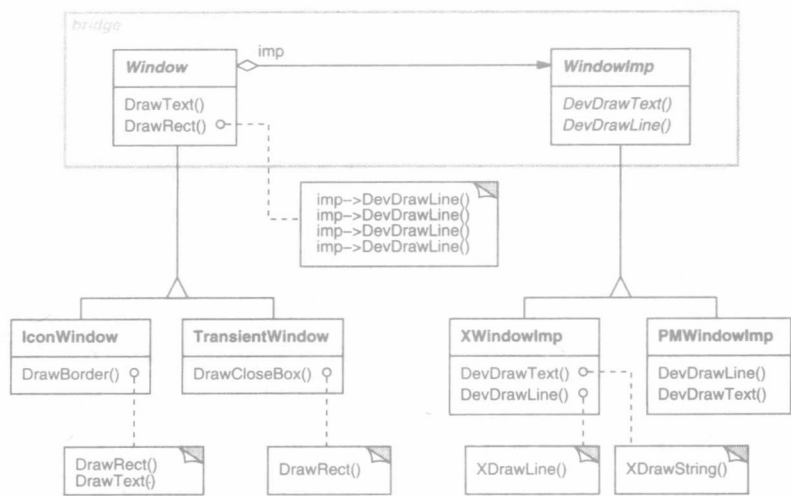 bridge
imp
Window
DrawText()
DrawRect()
WindowImp
DevDrawText()
DevDrawLine()
imp->DevDrawLine()
imp->DevDrawLine()
imp->DevDrawLine()
imp->DevDrawLine()
IconWindow
DrawBorder()
TransientWindow
DrawCloseBox()
XWindowImp
DevDrawText()
DevDrawLine()
PMWindowImp
DevDrawLine()
DevDrawText()
DrawRect()
DrawText()
DrawRect()
XDrawLine()
XDrawString()